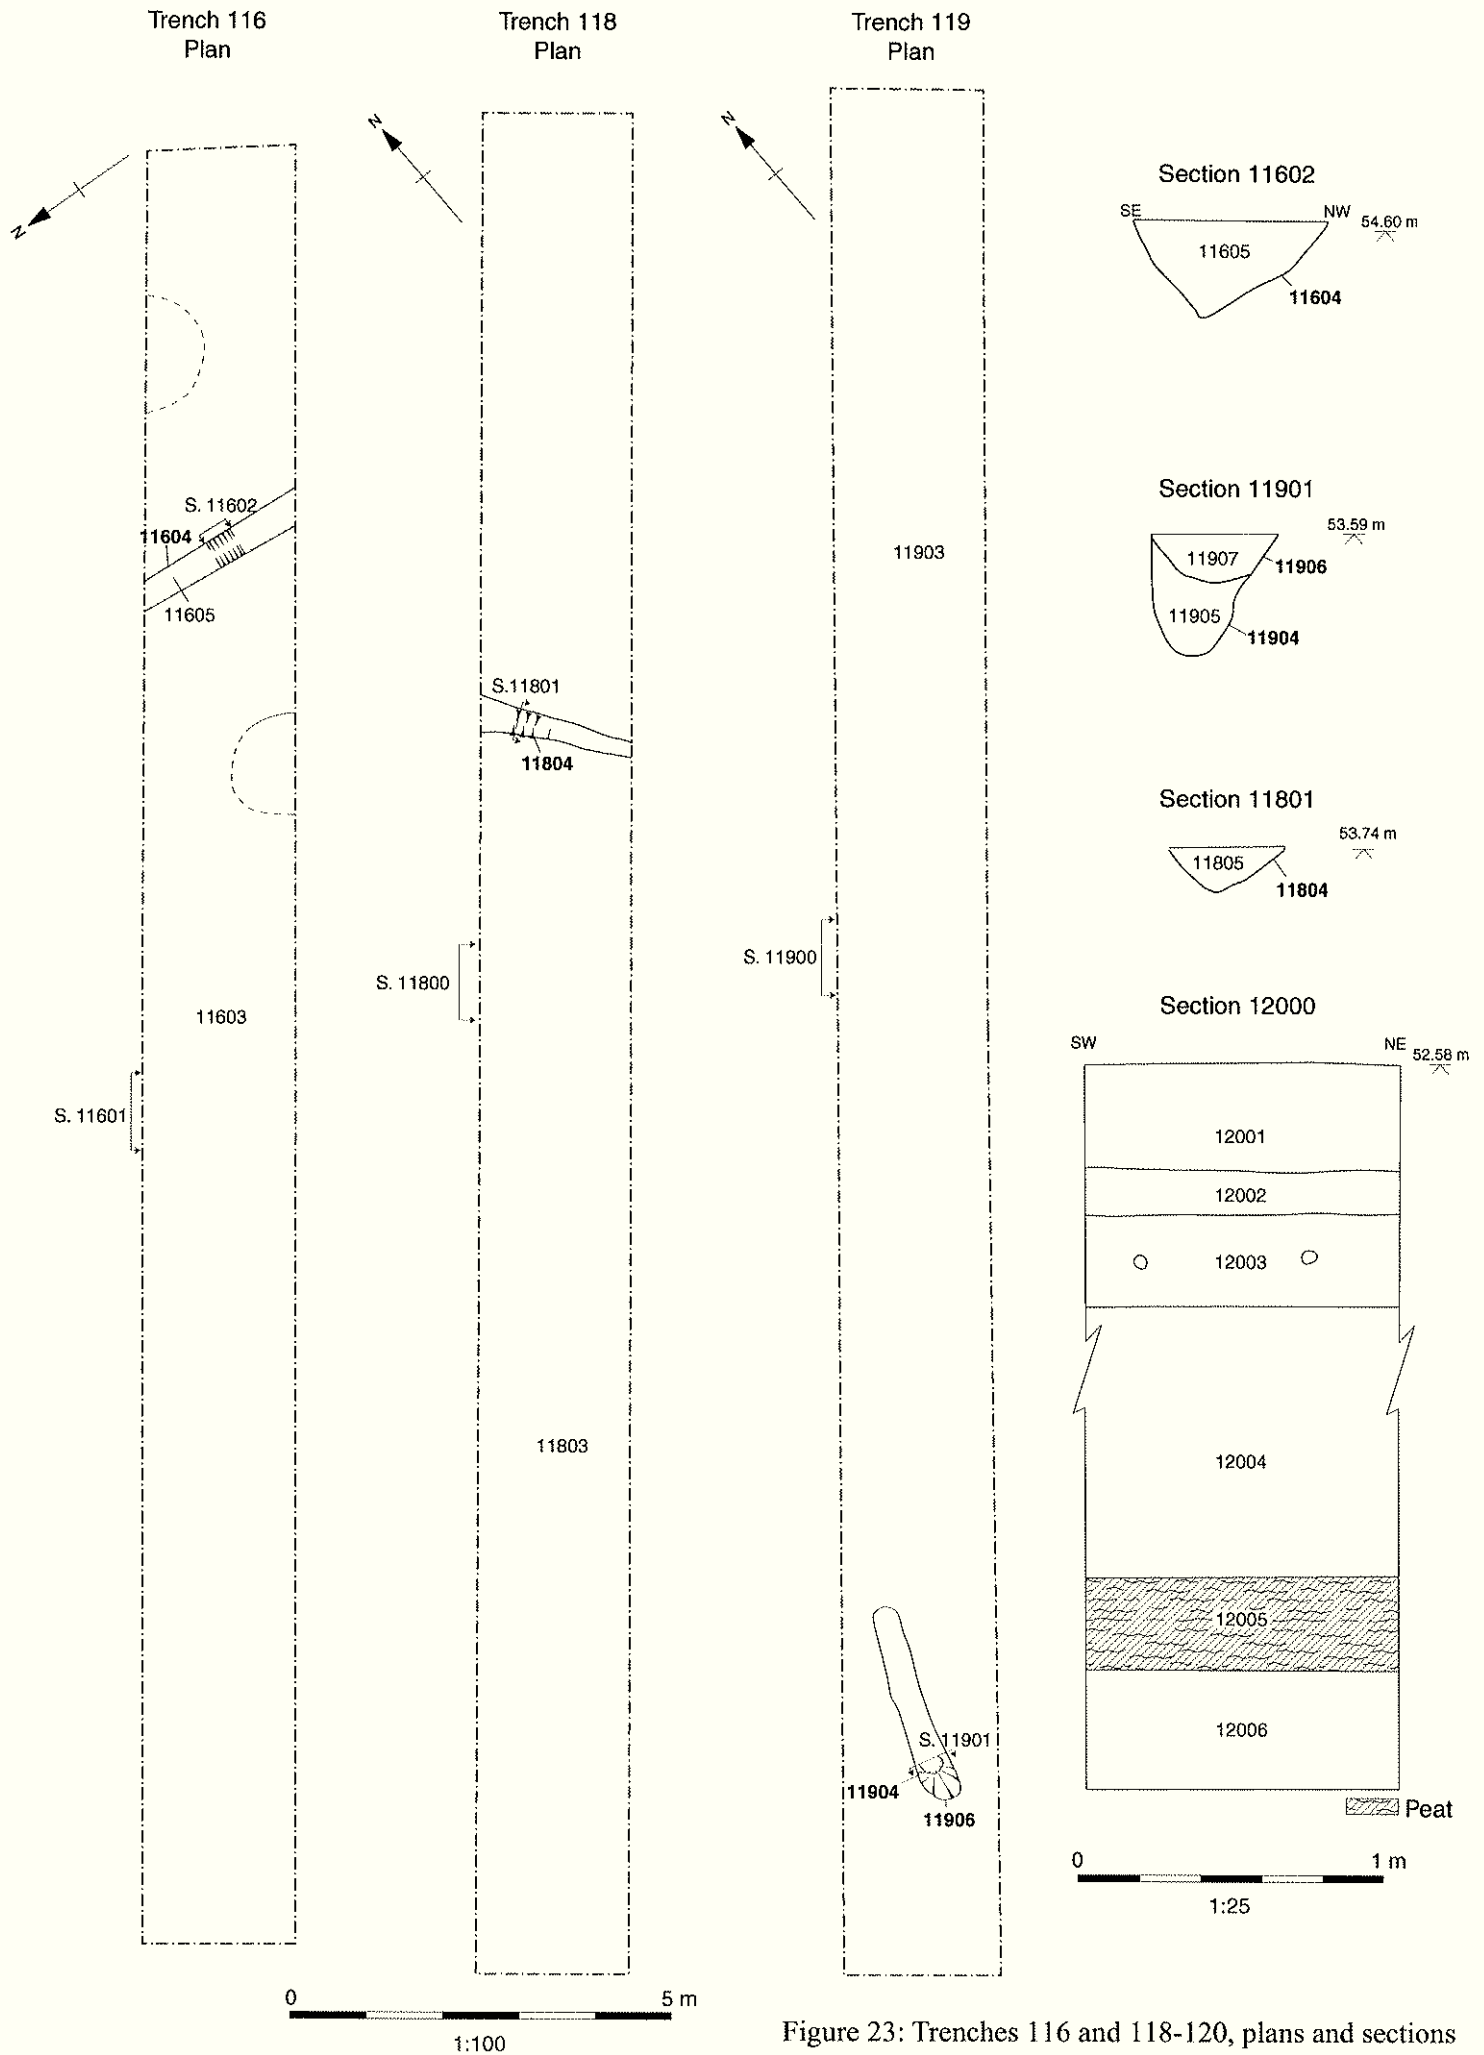 Trench 116
Plan
N
S. 11602
11604
11605
11603
S. 11601
Trench 118
Plan
N
S.11801
11804
S. 11800
11803
Trench 119
Plan
N
11903
S. 11900
S. 11901
11904
11906
0 5 m
1:100
Section 11602
SE NW 54.60 m
11605
11604
Section 11901
53.59 m
11907
11906
11905
11904
Section 11801
53.74 m
11805
11804
Section 12000
SW NE 52.58 m
12001
12002
12003
12004
12005
12006
Peat
0 1 m
1:25
Figure 23: Trenches 116 and 118-120, plans and sections